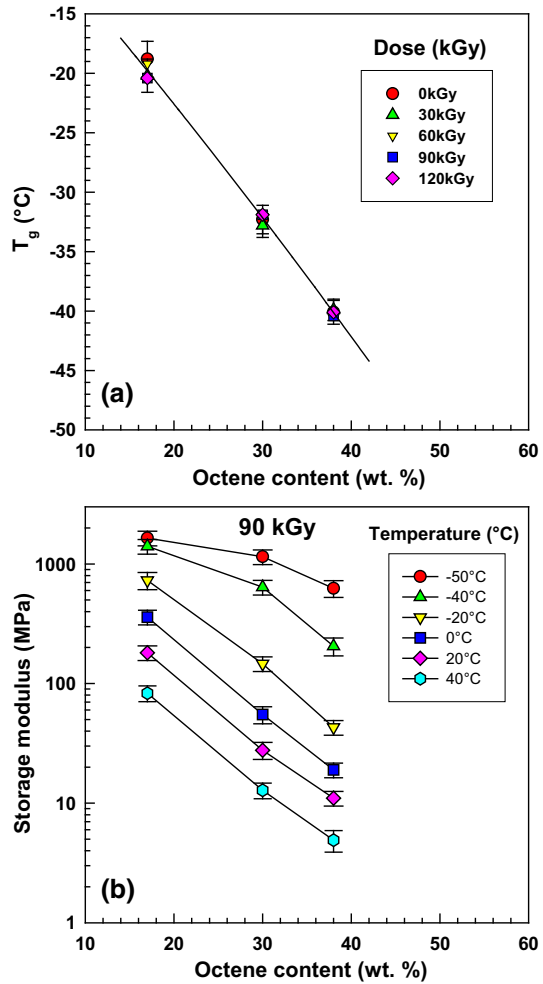 -15
-20
-25
-30
-35
-40
-45
-50
Tg (°C)
Dose (kGy)
0kGy
30kGy
60kGy
90kGy
120kGy
(a)
10 20 30 40 50 60
Octene content (wt. %)
90 kGy
1000
100
10
1
Storage modulus (MPa)
Temperature (°C)
-50°C
-40°C
-20°C
0°C
20°C
40°C
(b)
10 20 30 40 50 60
Octene content (wt. %)